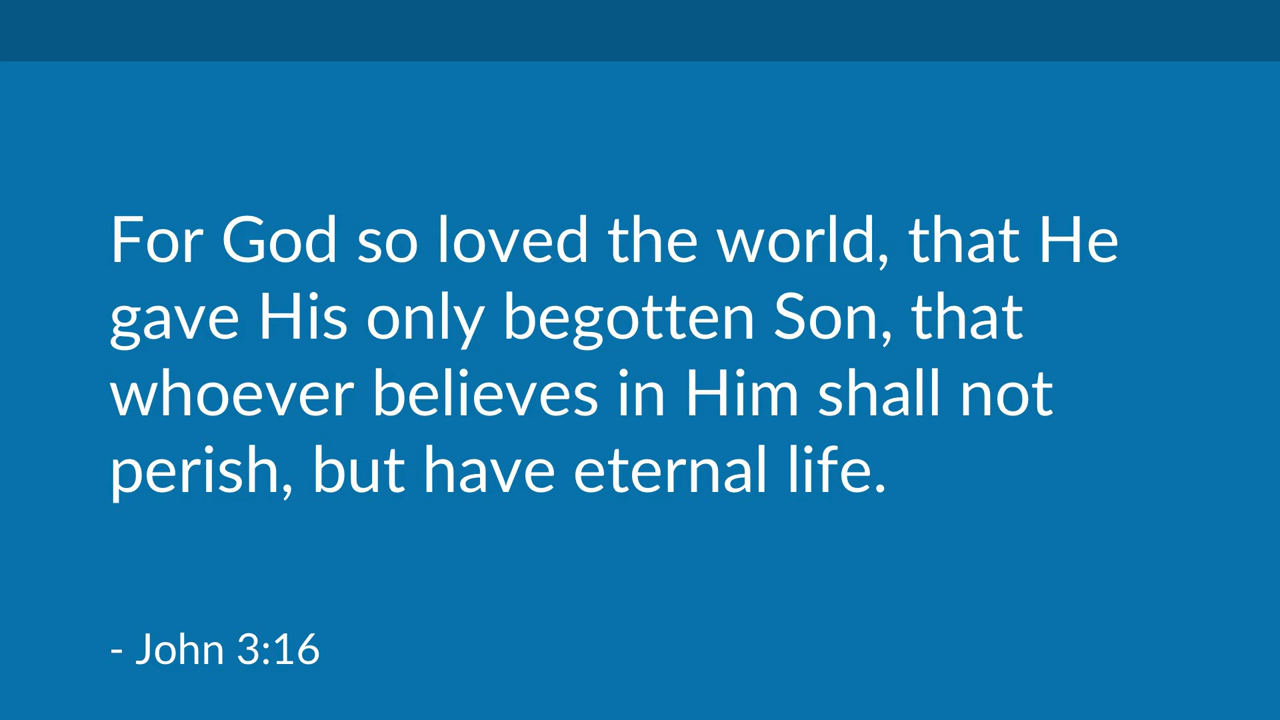 For God so loved the world, that He
gave His only begotten Son, that
whoever believes in Him shall not
perish, but have eternal life.
- John 3:16